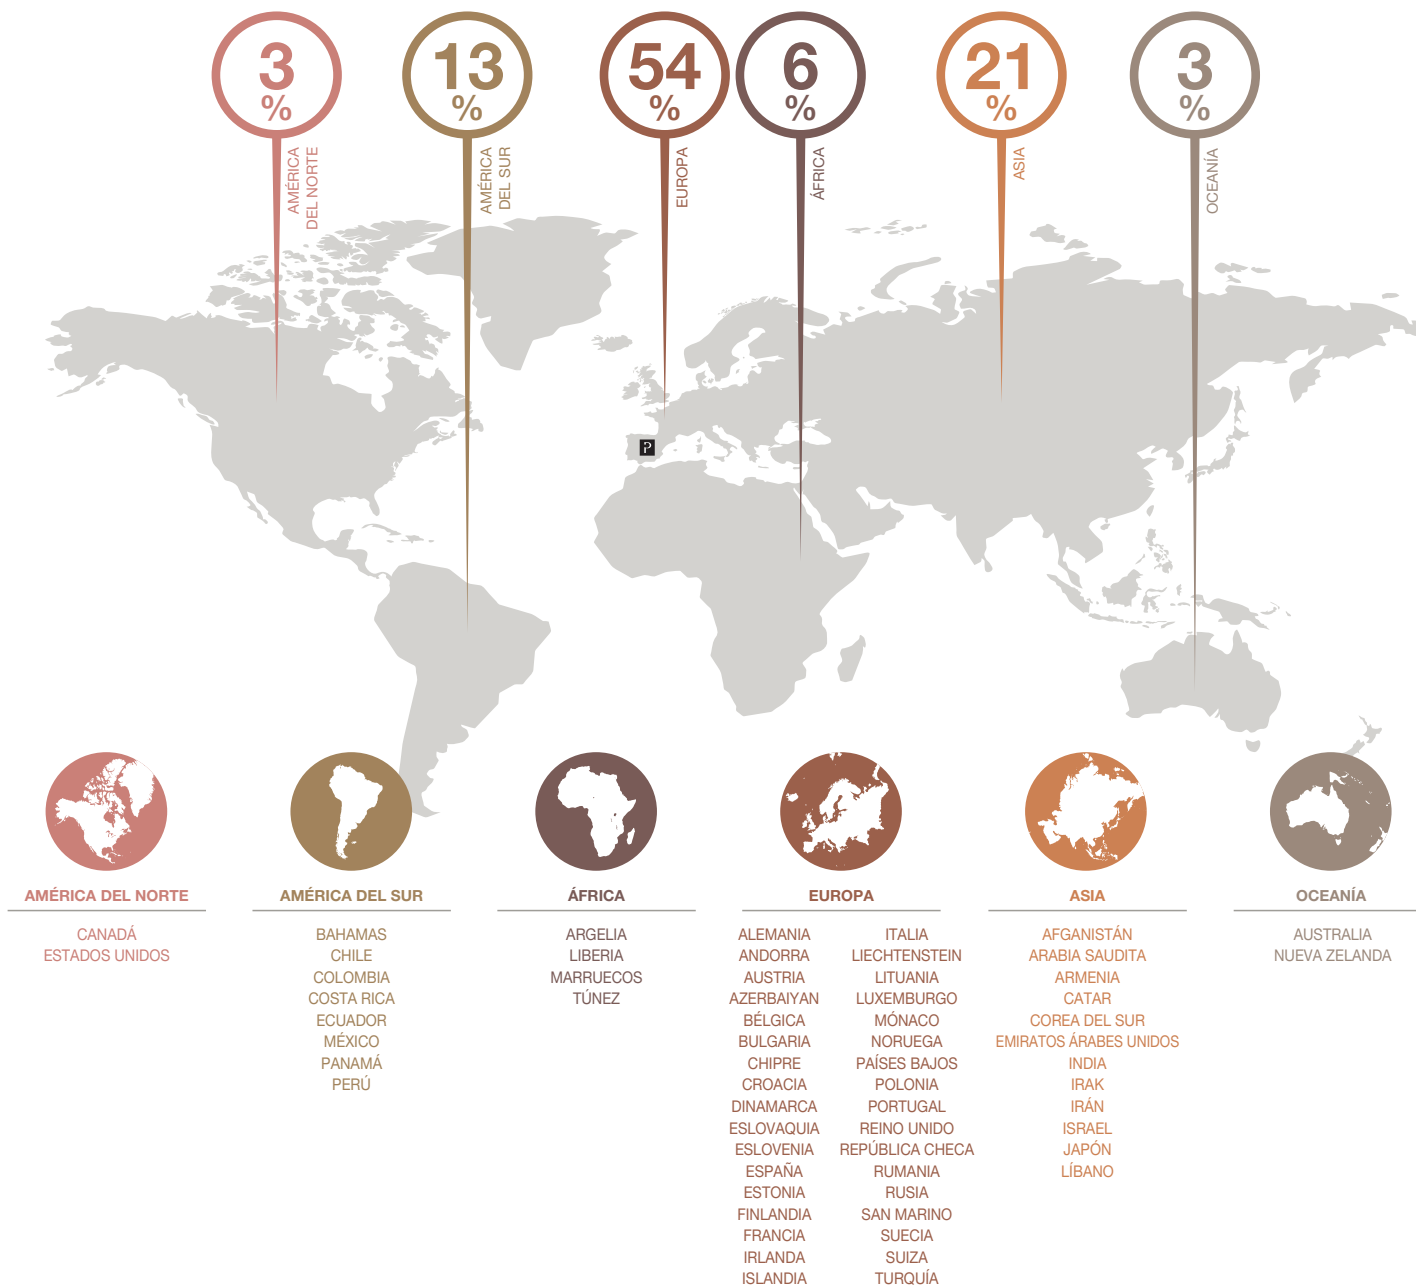 3
%
AMÉRICA
DEL NORTE
13
%
AMÉRICA
DEL SUR
54
%
EUROPA
6
%
ÁFRICA
21
%
ASIA
3
%
OCEANÍA
P
AMÉRICA DEL NORTE
CANADÁ
ESTADOS UNIDOS
AMÉRICA DEL SUR
BAHAMAS
CHILE
COLOMBIA
COSTA RICA
ECUADOR
MÉXICO
PANAMÁ
PERÚ
ÁFRICA
ARGELIA
LIBERIA
MARRUECOS
TÚNEZ
EUROPA
ALEMANIA
ANDORRA
AUSTRIA
AZERBAIYAN
BÉLGICA
BULGARIA
CHIPRE
CROACIA
DINAMARCA
ESLOVAQUIA
ESLOVENIA
ESPAÑA
ESTONIA
FINLANDIA
FRANCIA
IRLANDA
ISLANDIA
ITALIA
LIECHTENSTEIN
LITUANIA
LUXEMBURGO
MÓNACO
NORUEGA
PAÍSES BAJOS
POLONIA
PORTUGAL
REINO UNIDO
REPÚBLICA CHECA
RUMANIA
RUSIA
SAN MARINO
SUECIA
SUIZA
TURQUÍA
ASIA
AFGANISTÁN
ARABIA SAUDITA
ARMENIA
CATAR
COREA DEL SUR
EMIRATOS ÁRABES UNIDOS
INDIA
IRAK
IRÁN
ISRAEL
JAPÓN
LÍBANO
OCEANÍA
AUSTRALIA
NUEVA ZELANDA